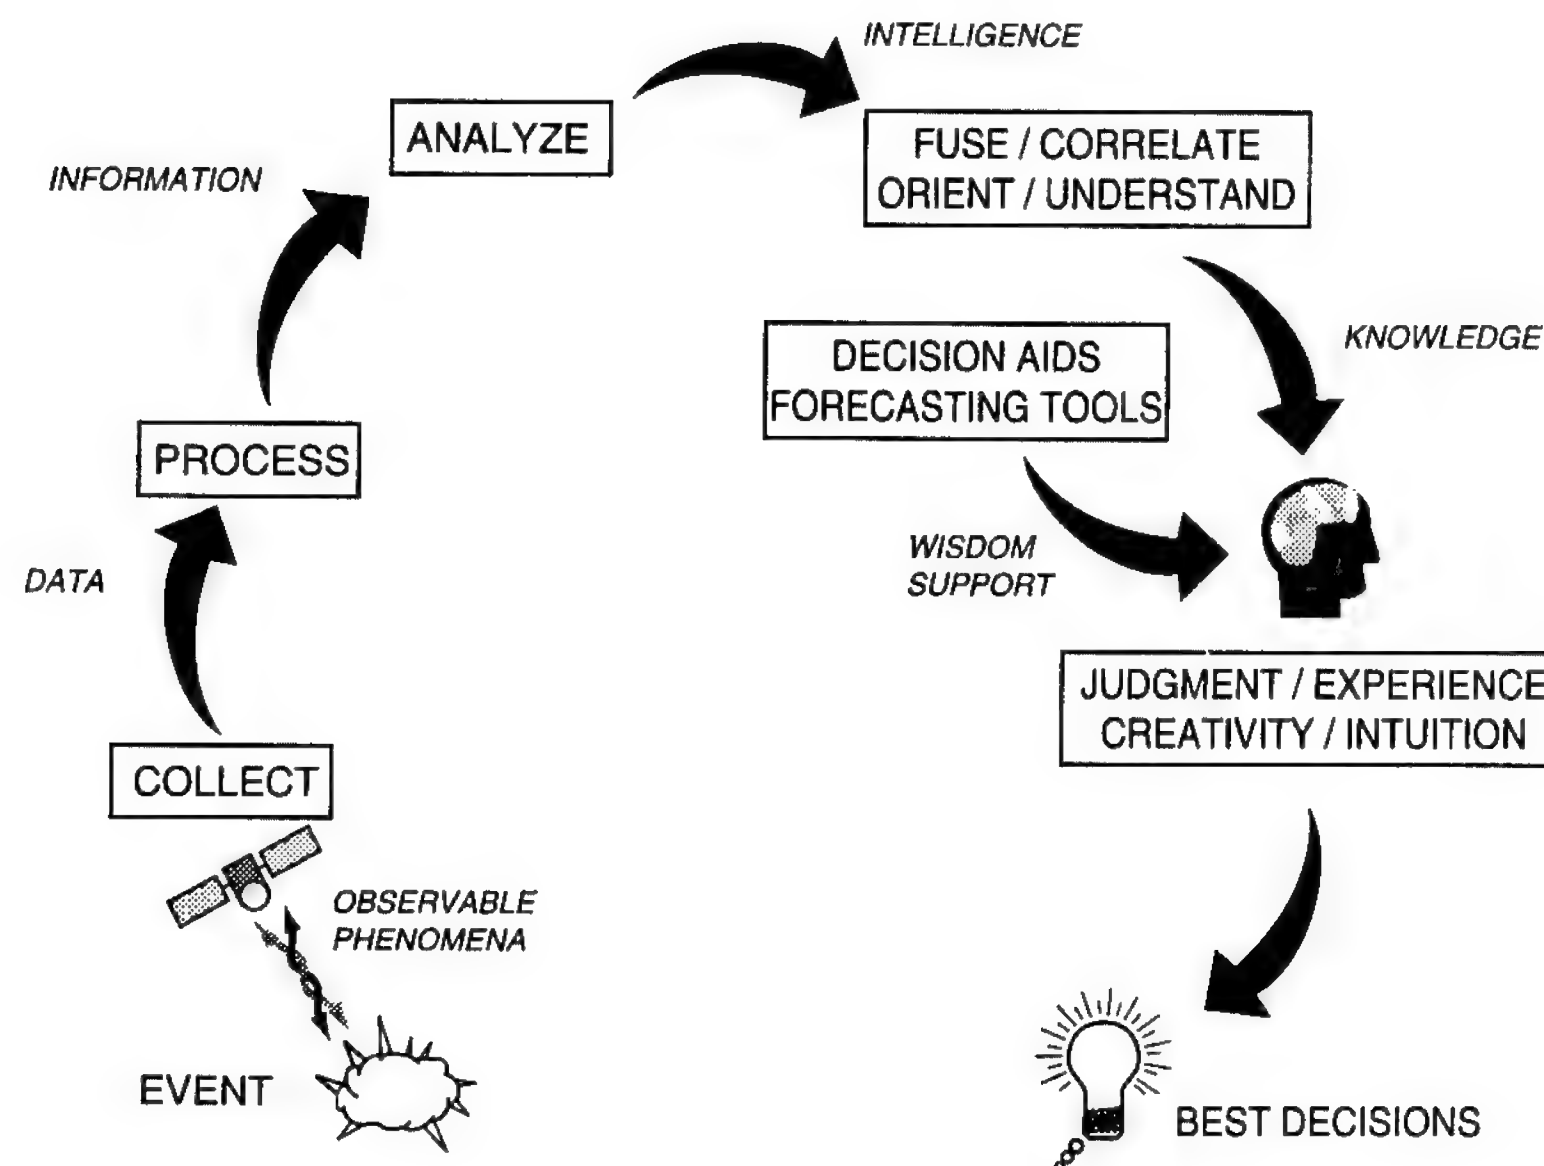 INTELLIGENCE
ANALYZE
FUSE / CORRELATE
ORIENT / UNDERSTAND
INFORMATION
KNOWLEDGE
DECISION AIDS
FORECASTING TOOLS
PROCESS
WISDOM
SUPPORT
DATA
JUDGMENT / EXPERIENCE
CREATIVITY / INTUITION
COLLECT
OBSERVABLE
PHENOMENA
EVENT
BEST DECISIONS